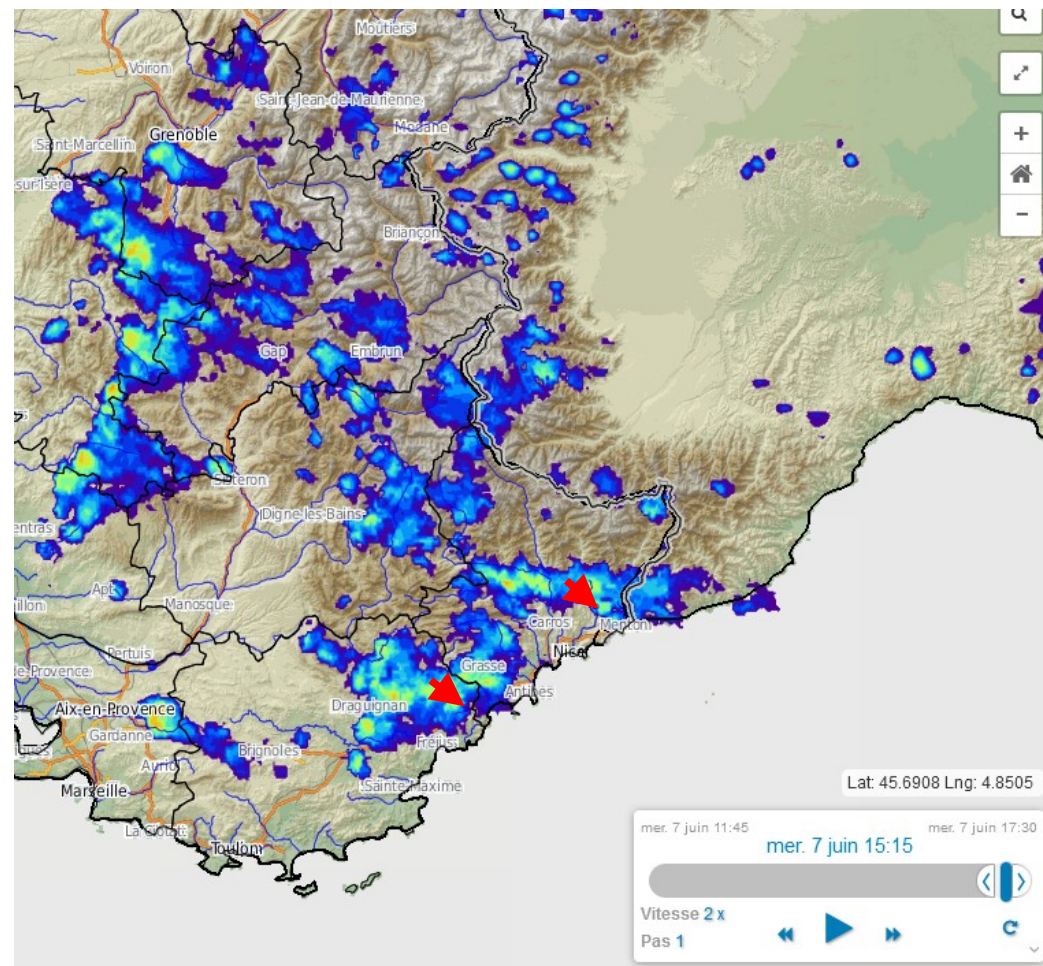 Moûtiers
Voiron
Saint-Jean-de-Maurienne
Modane
Grenoble
Saint-Marcellin
sur-Isère
Briançon
Gap
Embrun
Sisteron
Digne-les-Bains
entras
Apt
Manosque
Carros
Menton
Nice
Pertuis
Grasse
Antibes
Draguignan
Aix-en-Provence
Gardanne
Brignoles
Fréjus
Auriol
Sainte-Maxime
Marseille
La Ciotat
Toulon
+
−
Lat: 45.6908 Lng: 4.8505
mer. 7 juin 11:45
mer. 7 juin 17:30
mer. 7 juin 15:15
Vitesse 2 x
Pas 1